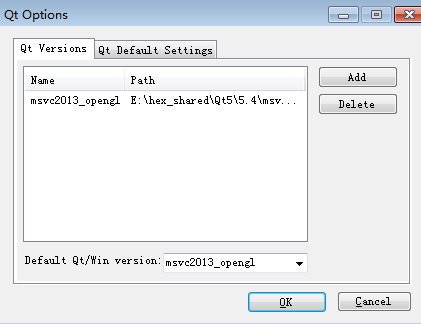 Qt Options
Qt Versions Qt Default Settings
Name Path
msvc2013_opengl E:\hex_shared\Qt5\5.4\msv...
Add
Delete
Default Qt/Win version: msvc2013_opengl
OK Cancel